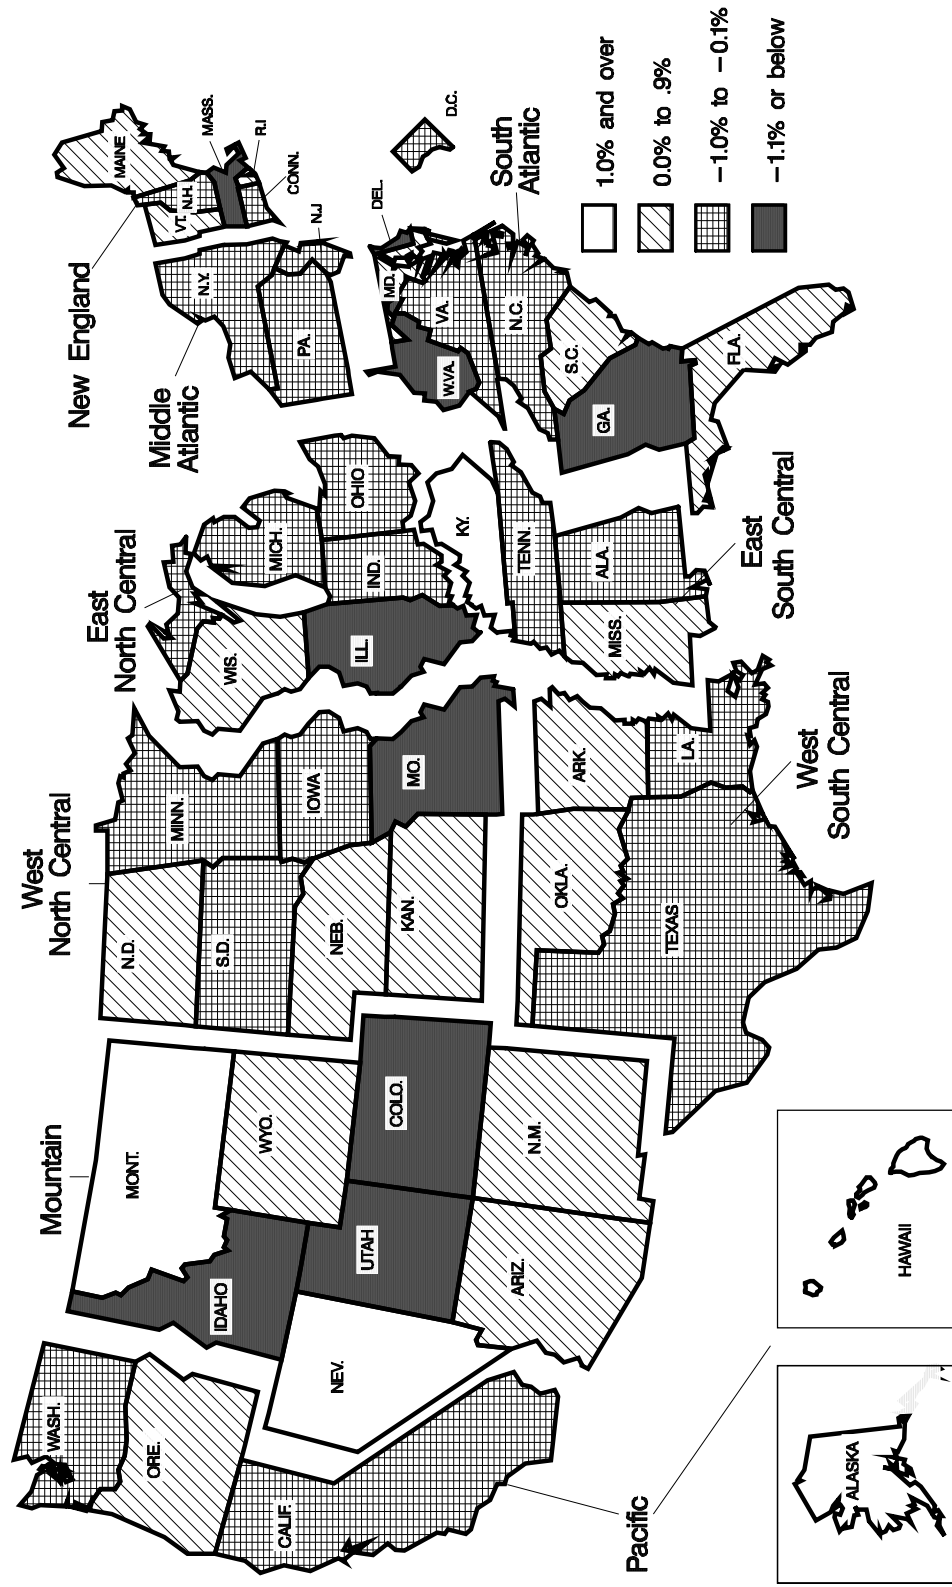 Pacific
WASH.
ORE.
CALIF.
ALASKA
HAWAII
Mountain
MONT.
IDAHO
WYO.
NEV.
UTAH
COLO.
ARIZ.
N.M.
West
North Central
N.D.
S.D.
MINN.
NEB.
IOWA
KAN.
MO.
West
South Central
OKLA.
ARK.
TEXAS
LA.
East
North Central
WIS.
MICH.
ILL.
IND.
OHIO
East
South Central
KY.
TENN.
MISS.
ALA.
Middle
Atlantic
N.Y.
PA.
N.J
New England
MAINE
VT.
N.H.
MASS.
R.I
CONN.
South
Atlantic
DEL.
MD.
D.C.
W.VA.
VA.
N.C.
S.C.
GA.
FLA.
1.0% and over
0.0% to .9%
−1.0% to −0.1%
−1.1% or below